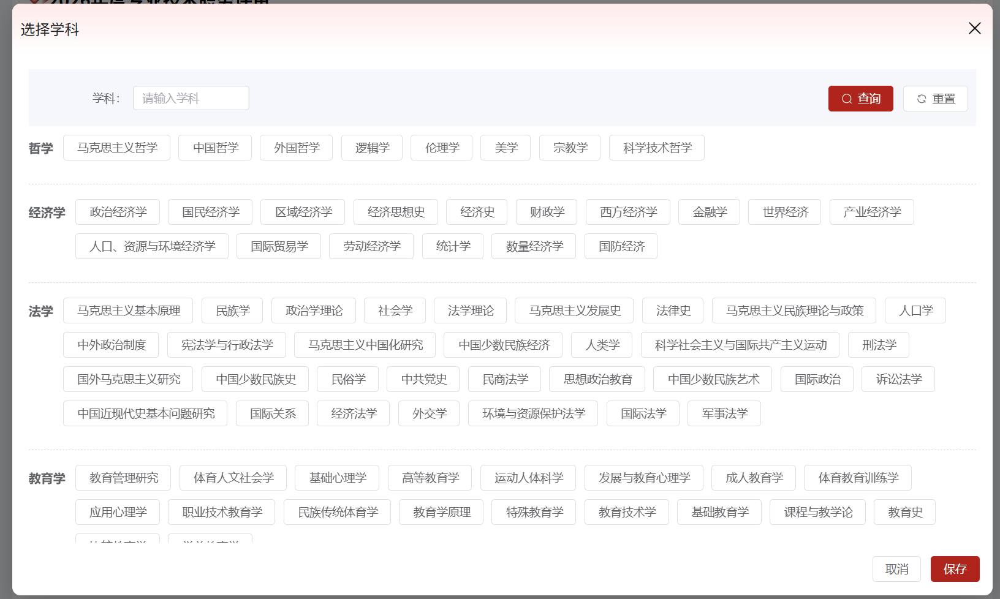 选择学科
学科： 请输入学科 查询 重置
哲学 马克思主义哲学 中国哲学 外国哲学 逻辑学 伦理学 美学 宗教学 科学技术哲学
经济学 政治经济学 国民经济学 区域经济学 经济思想史 经济史 财政学 西方经济学 金融学 世界经济 产业经济学
人口、资源与环境经济学 国际贸易学 劳动经济学 统计学 数量经济学 国防经济
法学 马克思主义基本原理 民族学 政治学理论 社会学 法学理论 马克思主义发展史 法律史 马克思主义民族理论与政策 人口学
中外政治制度 宪法学与行政法学 马克思主义中国化研究 中国少数民族经济 人类学 科学社会主义与国际共产主义运动 刑法学
国外马克思主义研究 中国少数民族史 民俗学 中共党史 民商法学 思想政治教育 中国少数民族艺术 国际政治 诉讼法学
中国近现代史基本问题研究 国际关系 经济法学 外交学 环境与资源保护法学 国际法学 军事法学
教育学 教育管理研究 体育人文社会学 基础心理学 高等教育学 运动人体科学 发展与教育心理学 成人教育学 体育教育训练学
应用心理学 职业技术教育学 民族传统体育学 教育学原理 特殊教育学 教育技术学 基础教育学 课程与教学论 教育史
取消 保存